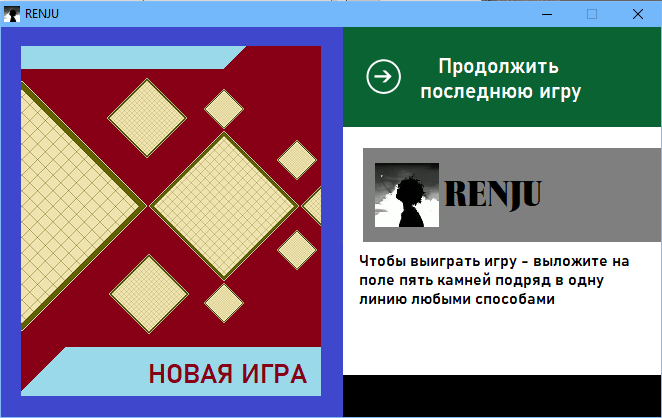 RENJU
Продолжить
последнюю игру
RENJU
Чтобы выиграть игру - выложите на
поле пять камней подряд в одну
линию любыми способами
НОВАЯ ИГРА